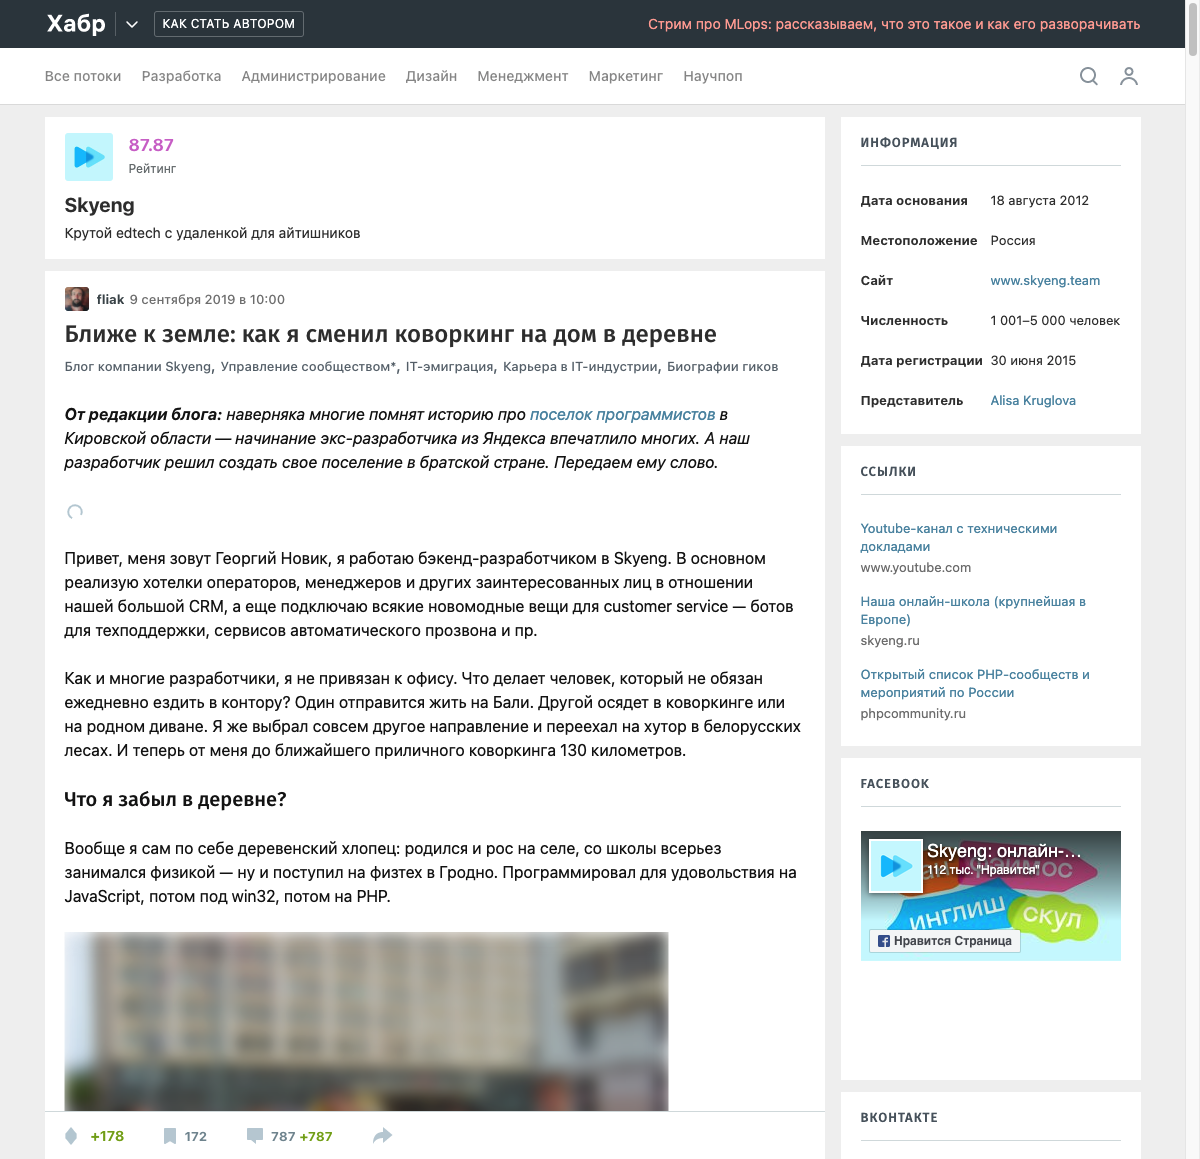 Хабр
КАК СТАТЬ АВТОРОМ
Стрим про MLops: рассказываем, что это такое и как его разворачивать
Все потоки Разработка Администрирование Дизайн Менеджмент Маркетинг Научпоп
87.87
Рейтинг
Skyeng
Крутой edtech с удаленкой для айтишников
fliak 9 сентября 2019 в 10:00
Ближе к земле: как я сменил коворкинг на дом в деревне
Блог компании Skyeng, Управление сообществом*, IT-эмиграция, Карьера в IT-индустрии, Биографии гиков
От редакции блога: наверняка многие помнят историю про поселок программистов в
Кировской области — начинание экс-разработчика из Яндекса впечатлило многих. А наш
разработчик решил создать свое поселение в братской стране. Передаем ему слово.
Привет, меня зовут Георгий Новик, я работаю бэкенд-разработчиком в Skyeng. В основном
реализую хотелки операторов, менеджеров и других заинтересованных лиц в отношении
нашей большой CRM, а еще подключаю всякие новомодные вещи для customer service — ботов
для техподдержки, сервисов автоматического прозвона и пр.
Как и многие разработчики, я не привязан к офису. Что делает человек, который не обязан
ежедневно ездить в контору? Один отправится жить на Бали. Другой осядет в коворкинге или
на родном диване. Я же выбрал совсем другое направление и переехал на хутор в белорусских
лесах. И теперь от меня до ближайшего приличного коворкинга 130 километров.
Что я забыл в деревне?
Вообще я сам по себе деревенский хлопец: родился и рос на селе, со школы всерьез
занимался физикой — ну и поступил на физтех в Гродно. Программировал для удовольствия на
JavaScript, потом под win32, потом на PHP.
+178 172 787 +787
ИНФОРМАЦИЯ
Дата основания 18 августа 2012
Местоположение Россия
Сайт www.skyeng.team
Численность 1 001–5 000 человек
Дата регистрации 30 июня 2015
Представитель Alisa Kruglova
ССЫЛКИ
Youtube-канал с техническими
докладами
www.youtube.com
Наша онлайн-школа (крупнейшая в
Европе)
skyeng.ru
Открытый список PHP-сообществ и
мероприятий по России
phpcommunity.ru
FACEBOOK
Skyeng: онлайн-...
112 тыс. "Нравится"
ИНГЛИШ
СКУЛ
Нравится Страница
ВКОНТАКТЕ